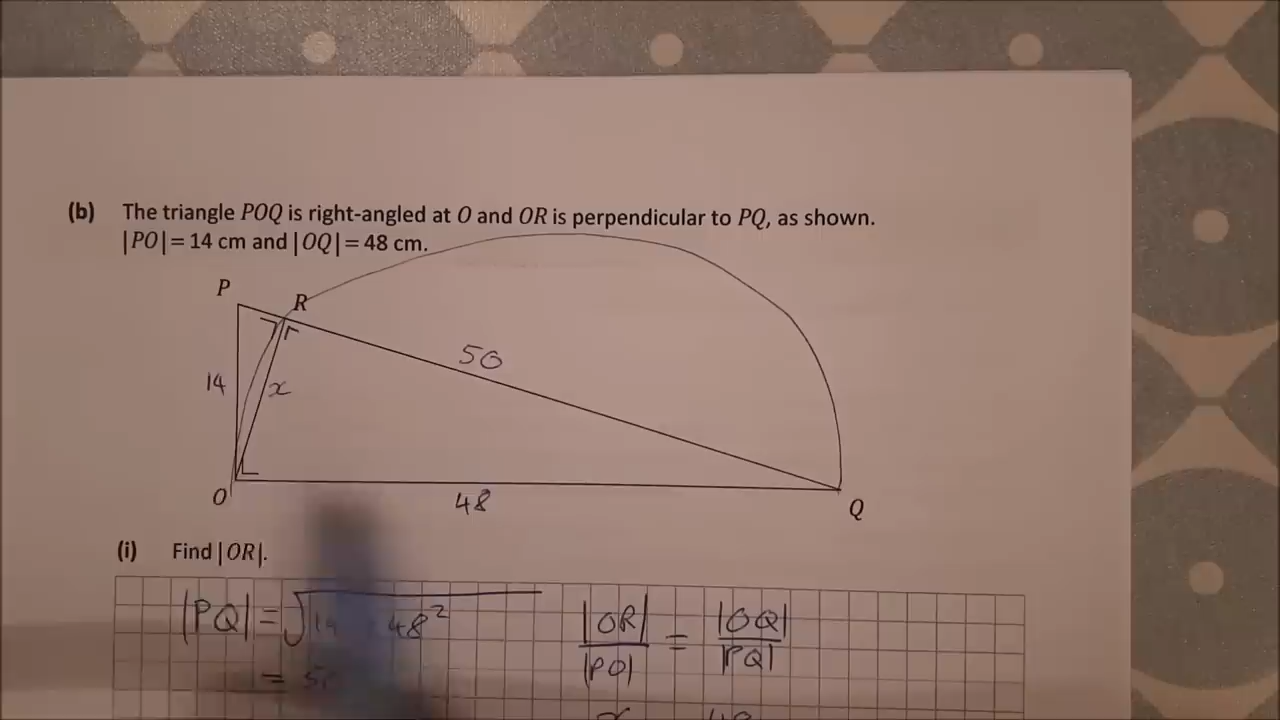 (b) The triangle POQ is right-angled at O and OR is perpendicular to PQ, as shown.
|PO| = 14 cm and |OQ| = 48 cm.
P
R
50
14
x
O
48
Q
(i) Find |OR|.
|PQ| = √ 48²
|OR| / |PO| = |OQ| / |PQ|
=